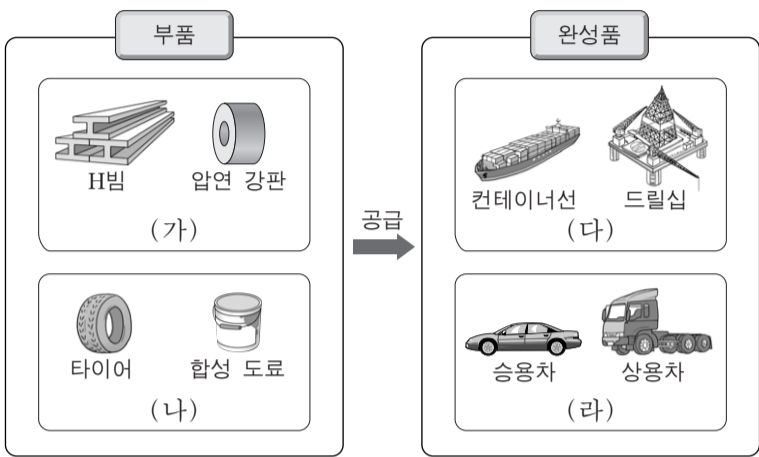 부품
H빔 압연 강판
(가)
타이어 합성 도료
(나)
공급
완성품
컨테이너선 드릴십
(다)
승용차 상용차
(라)